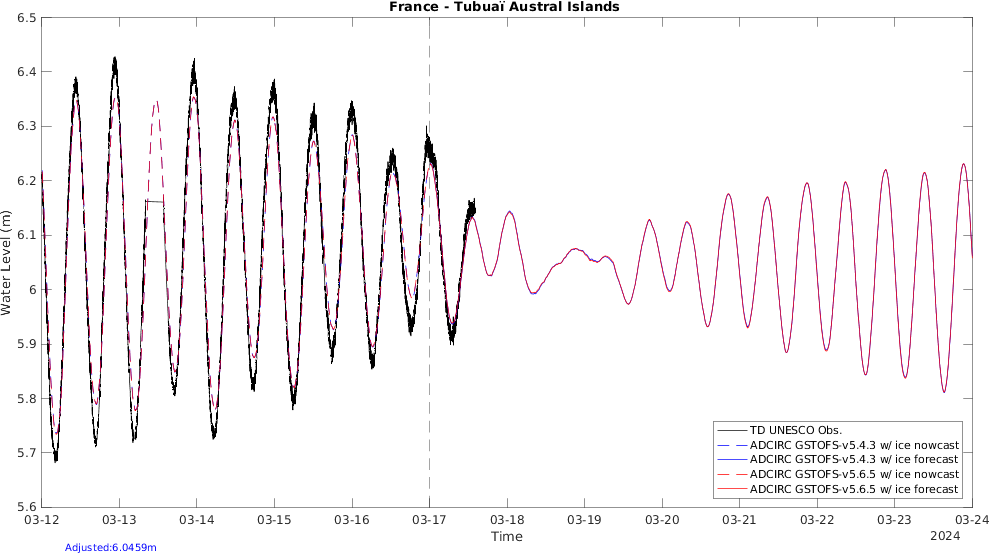 France - Tubuaï Austral Islands
6.5
6.4
6.3
6.2
6.1
6
5.9
5.8
5.7
5.6
Water Level (m)
TD UNESCO Obs.
ADCIRC GSTOFS-v5.4.3 w/ ice nowcast
ADCIRC GSTOFS-v5.4.3 w/ ice forecast
ADCIRC GSTOFS-v5.6.5 w/ ice nowcast
ADCIRC GSTOFS-v5.6.5 w/ ice forecast
03-12 03-13 03-14 03-15 03-16 03-17 03-18 03-19 03-20 03-21 03-22 03-23 03-24
Time
2024
Adjusted:6.0459m